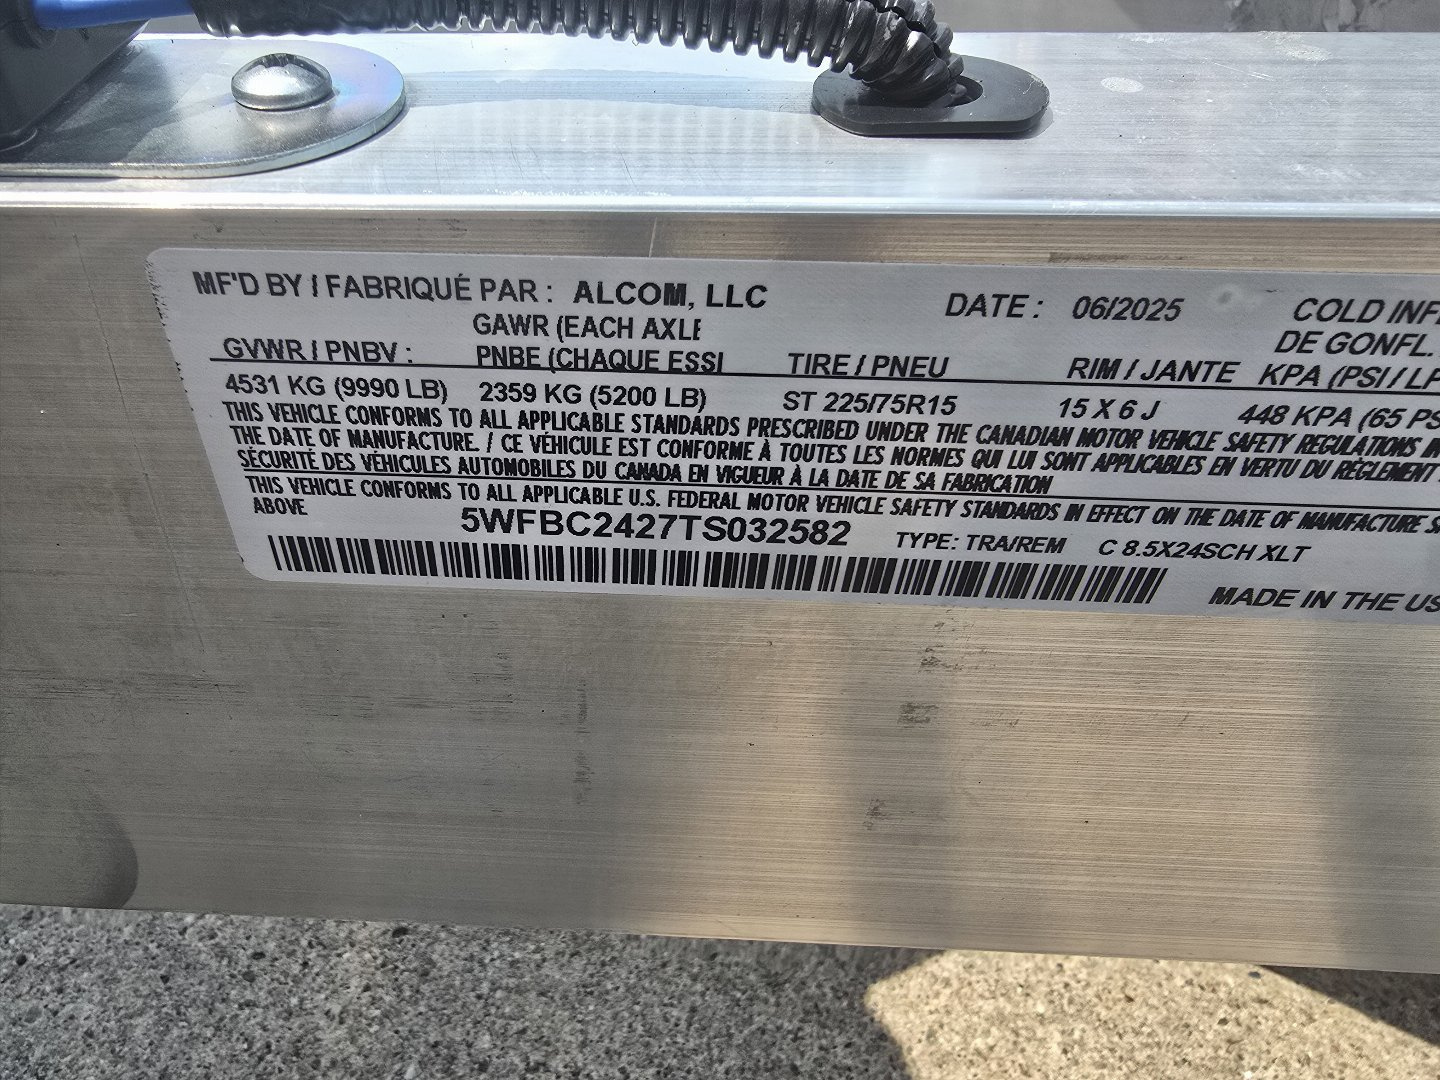 MF'D BY / FABRIQUÉ PAR : ALCOM, LLC DATE : 06/2025 COLD INF
GAWR (EACH AXLE DE GONFL.
GVWR / PNBV : PNBE (CHAQUE ESSI TIRE / PNEU RIM / JANTE KPA (PSI / LP
4531 KG (9990 LB) 2359 KG (5200 LB) ST 225/75R15 15 X 6 J 448 KPA (65 PS
THIS VEHICLE CONFORMS TO ALL APPLICABLE STANDARDS PRESCRIBED UNDER THE CANADIAN MOTOR VEHICLE SAFETY REGULATIONS IN
THE DATE OF MANUFACTURE. / CE VÉHICULE EST CONFORME À TOUTES LES NORMES QUI LUI SONT APPLICABLES EN VERTU DU RÈGLEMENT
SÉCURITÉ DES VÉHICULES AUTOMOBILES DU CANADA EN VIGUEUR À LA DATE DE SA FABRICATION
THIS VEHICLE CONFORMS TO ALL APPLICABLE U.S. FEDERAL MOTOR VEHICLE SAFETY STANDARDS IN EFFECT ON THE DATE OF MANUFACTURE S
ABOVE
5WFBC2427TS032582 TYPE: TRA/REM C 8.5X24SCH XLT
MADE IN THE US